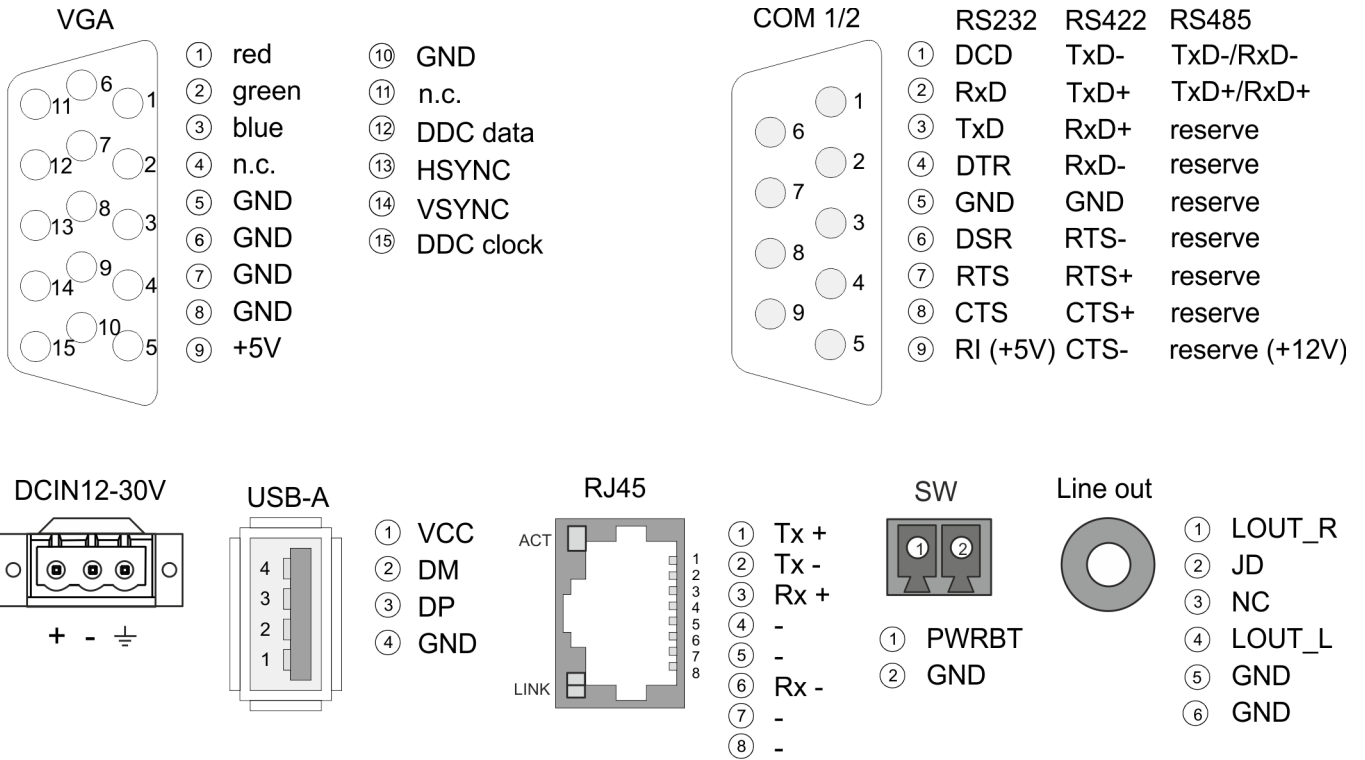 VGA
11 6 1
12 7 2
13 8 3
14 9 4
15 10 5
1 red
2 green
3 blue
4 n.c.
5 GND
6 GND
7 GND
8 GND
9 +5V
10 GND
11 n.c.
12 DDC data
13 HSYNC
14 VSYNC
15 DDC clock
COM 1/2
1
6
2
7
3
8
4
9
5
RS232 RS422 RS485
1 DCD TxD- TxD-/RxD-
2 RxD TxD+ TxD+/RxD+
3 TxD RxD+ reserve
4 DTR RxD- reserve
5 GND GND reserve
6 DSR RTS- reserve
7 RTS RTS+ reserve
8 CTS CTS+ reserve
9 RI (+5V) CTS- reserve (+12V)
DCIN12-30V
+ -
USB-A
4
3
2
1
1 VCC
2 DM
3 DP
4 GND
RJ45
ACT
LINK
1
2
3
4
5
6
7
8
1 Tx +
2 Tx -
3 Rx +
4 -
5 -
6 Rx -
7 -
8 -
SW
1 2
1 PWRBT
2 GND
Line out
1 LOUT_R
2 JD
3 NC
4 LOUT_L
5 GND
6 GND